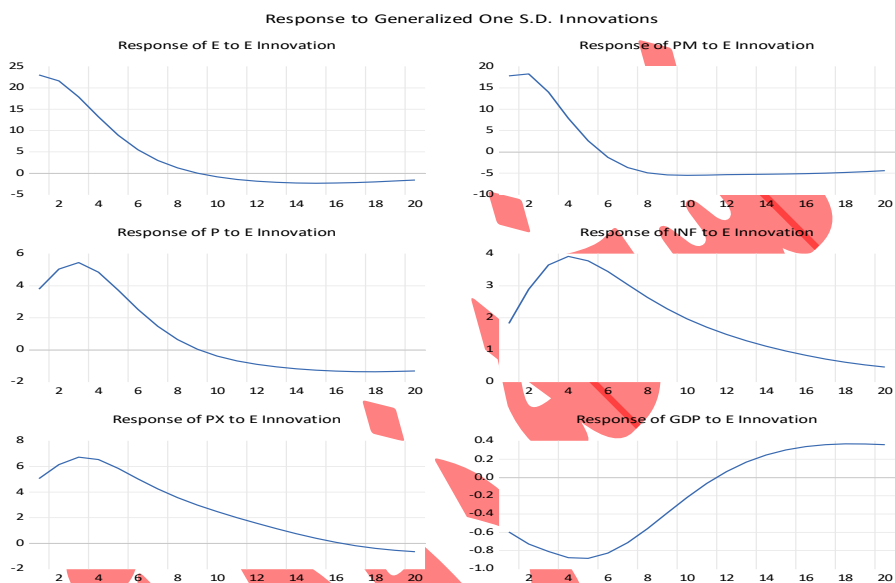 Response to Generalized One S.D. Innovations
Response of E to E Innovation
25
20
15
10
5
0
-5
2 4 6 8 10 12 14 16 18 20
Response of PM to E Innovation
20
15
10
5
0
-5
-10
2 4 6 8 10 12 14 16 18 20
Response of P to E Innovation
6
4
2
0
-2
2 4 6 8 10 12 14 16 18 20
Response of INF to E Innovation
4
3
2
1
0
2 4 6 8 10 12 14 16 18 20
Response of PX to E Innovation
8
6
4
2
0
-2
2 4 6 8 10 12 14 16 18 20
Response of GDP to E Innovation
0.4
0.2
0.0
-0.2
-0.4
-0.6
-0.8
-1.0
2 4 6 8 10 12 14 16 18 20